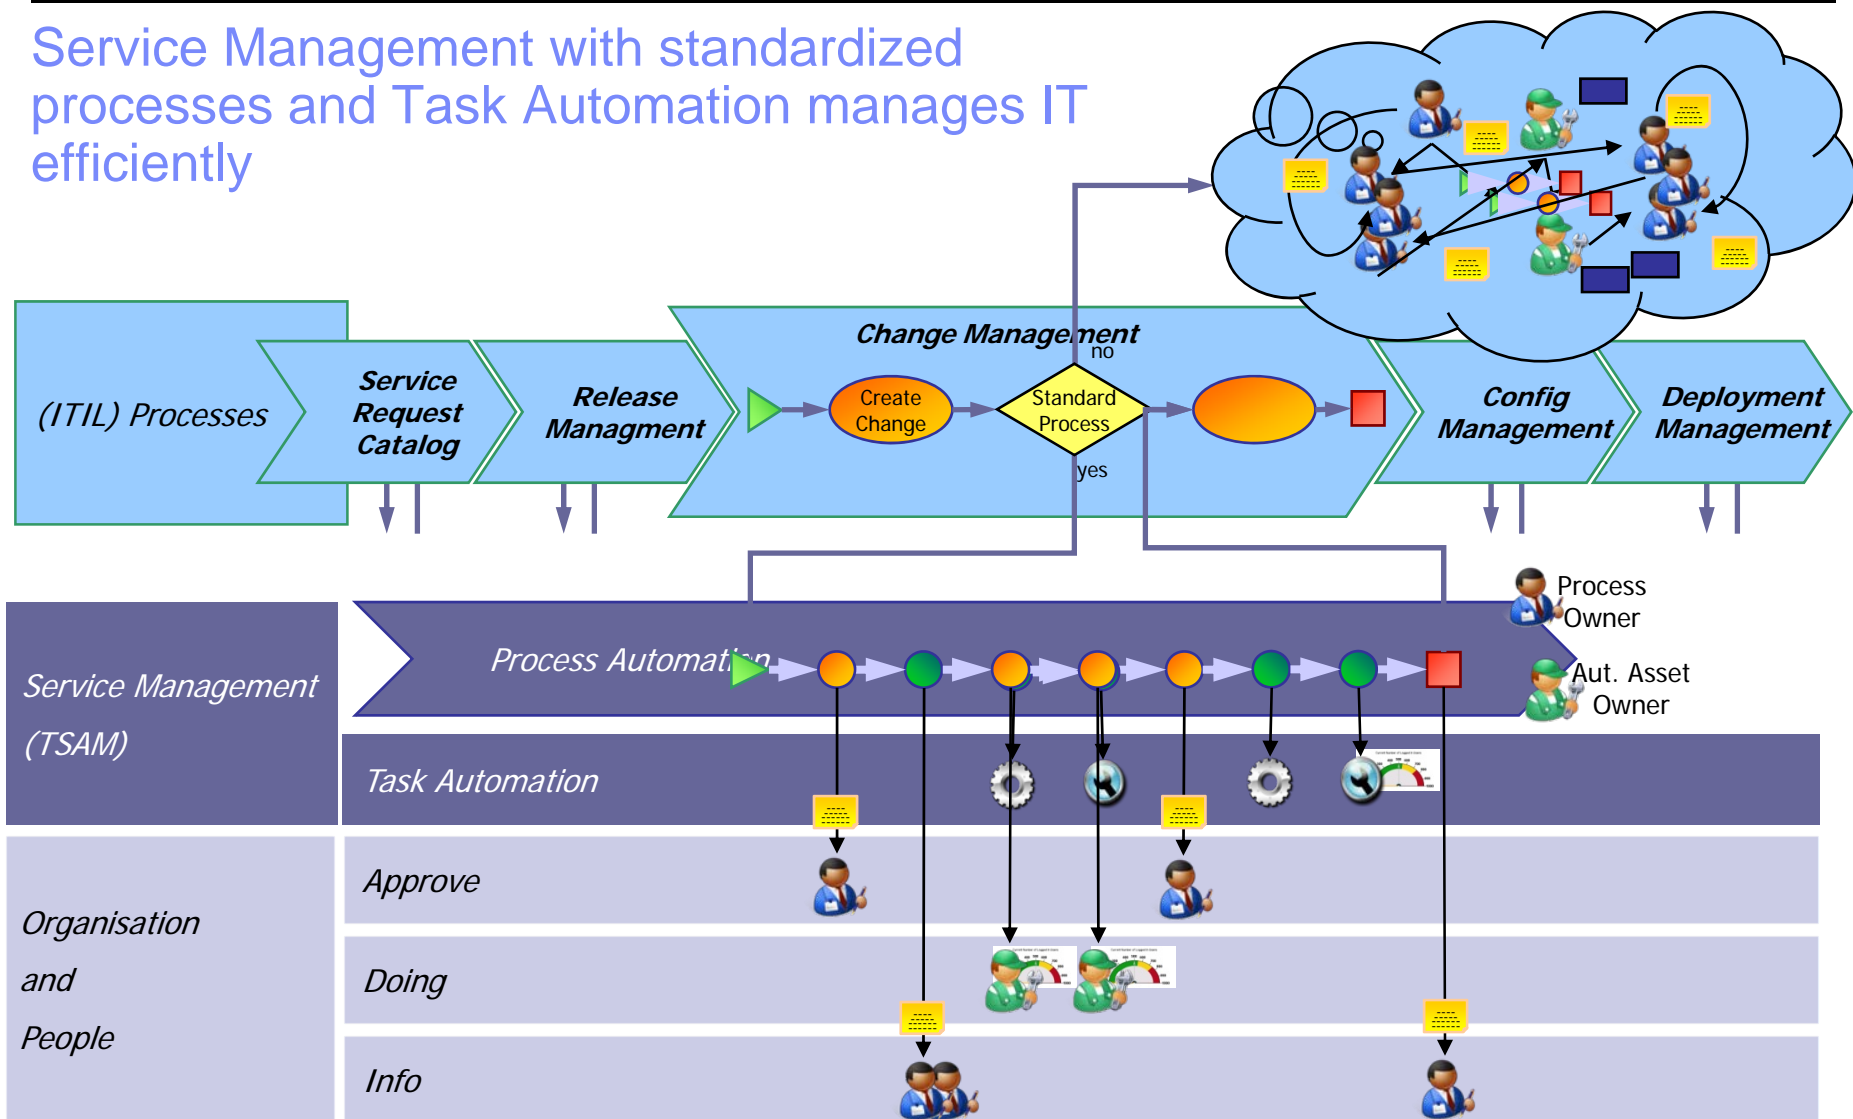 Service Management with standardized
processes and Task Automation manages IT
efficiently
Change Management
no
(ITIL) Processes
Service
Request
Catalog
Release
Managment
Create
Change
Standard
Process
yes
Config
Management
Deployment
Management
Process
Owner
Process Automation
Service Management
(TSAM)
Aut. Asset
Owner
Task Automation
Approve
Organisation
and
People
Doing
Info